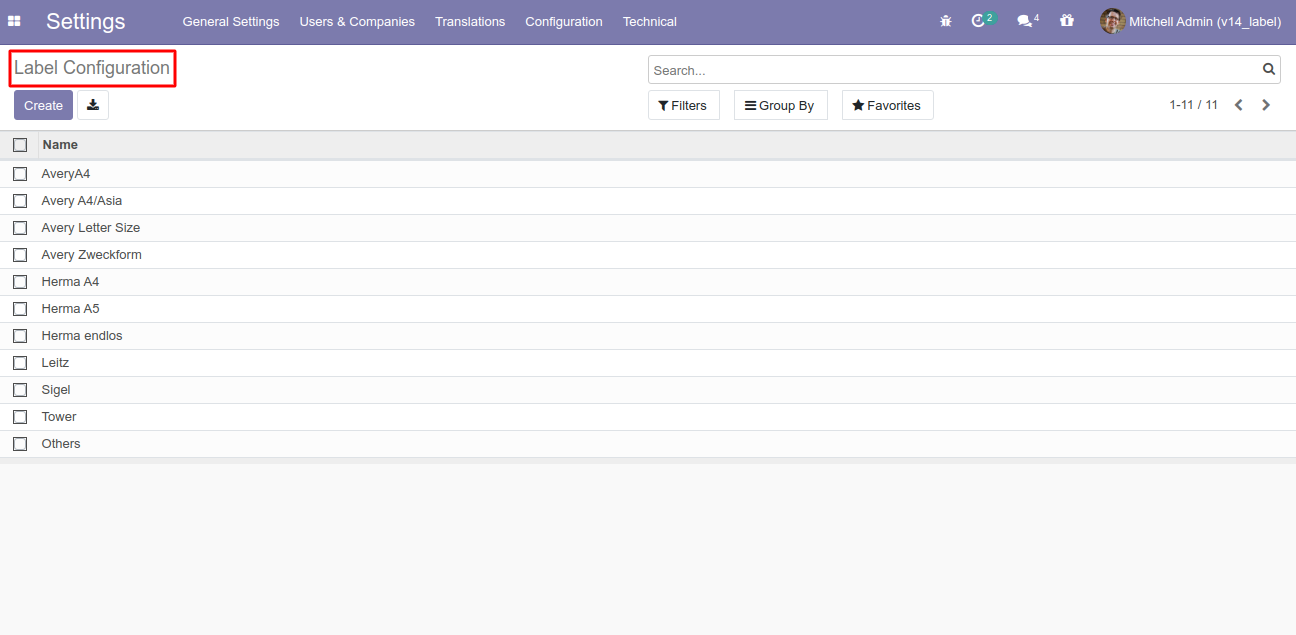 Settings General Settings Users & Companies Translations Configuration Technical 2 4 Mitchell Admin (v14_label)
Label Configuration
Search...
Create Filters Group By Favorites 1-11 / 11
Name
AveryA4
Avery A4/Asia
Avery Letter Size
Avery Zweckform
Herma A4
Herma A5
Herma endlos
Leitz
Sigel
Tower
Others